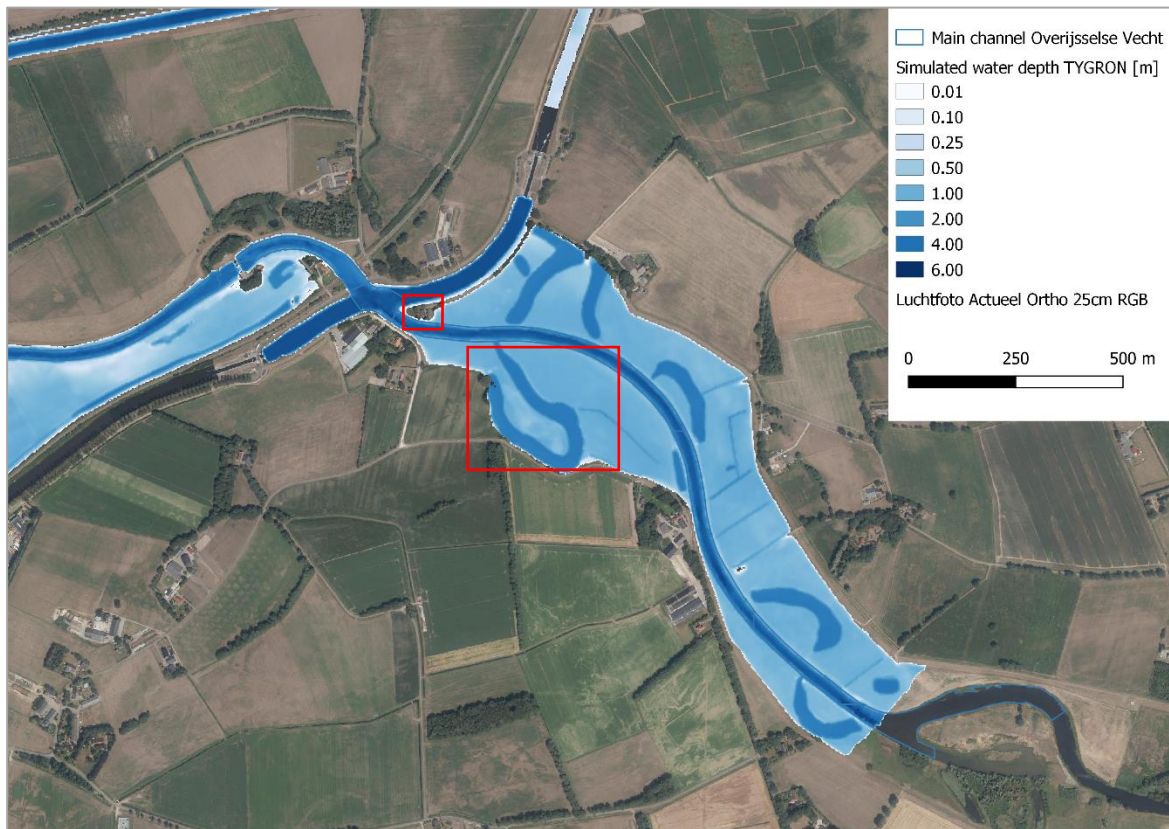 Main channel Overijsselse Vecht
Simulated water depth TYGRON [m]
0.01
0.10
0.25
0.50
1.00
2.00
4.00
6.00
Luchtfoto Actueel Ortho 25cm RGB
0 250 500 m